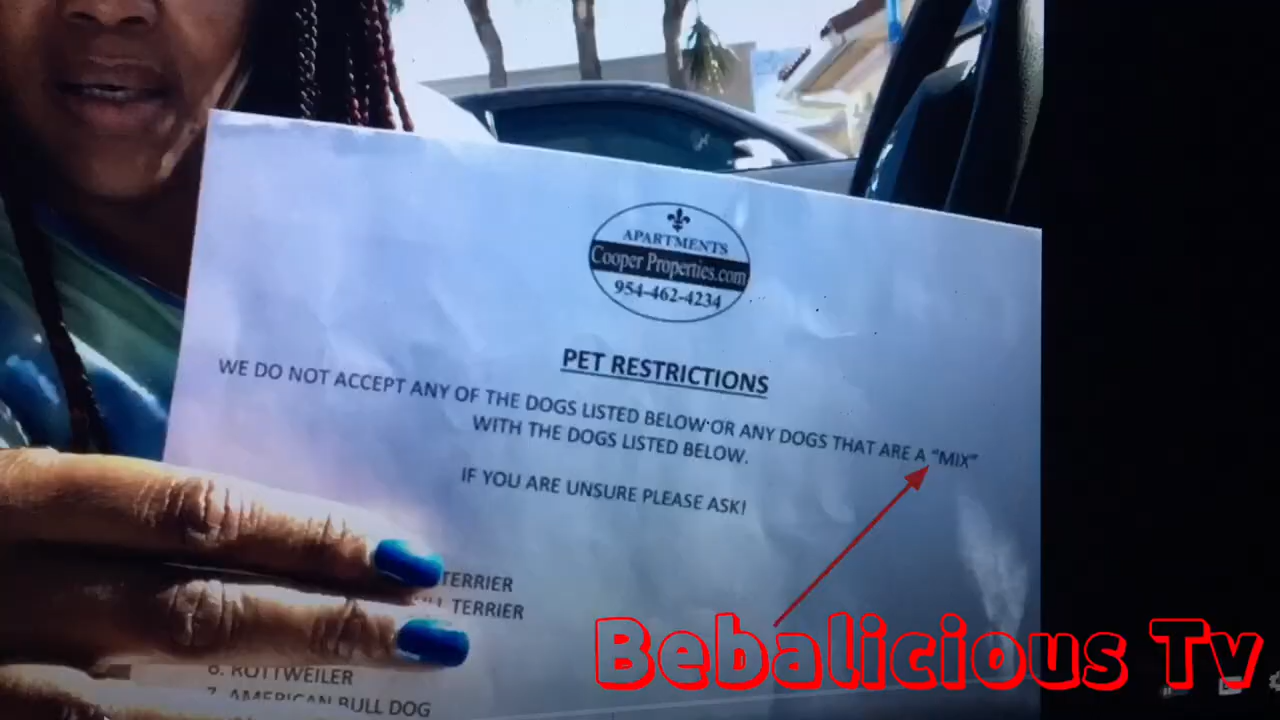 APARTMENTS
Cooper Properties.com
954-462-4234
PET RESTRICTIONS
WE DO NOT ACCEPT ANY OF THE DOGS LISTED BELOW OR ANY DOGS THAT ARE A "MIX"
WITH THE DOGS LISTED BELOW.
IF YOU ARE UNSURE PLEASE ASK!
TERRIER
TERRIER
6. ROTTWEILER
7. AMERICAN BULL DOG
Bebalicious Tv